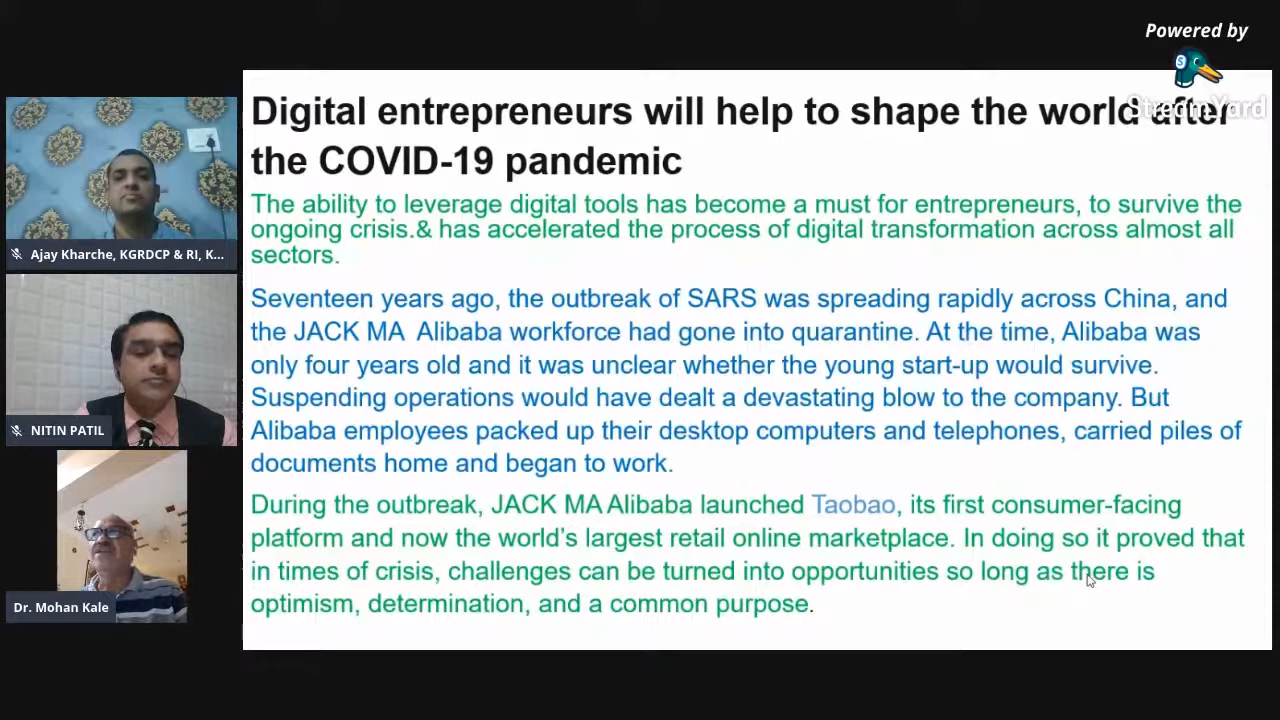 Powered by
StreamYard
Digital entrepreneurs will help to shape the world after
the COVID-19 pandemic
The ability to leverage digital tools has become a must for entrepreneurs, to survive the
ongoing crisis.& has accelerated the process of digital transformation across almost all
sectors.
Seventeen years ago, the outbreak of SARS was spreading rapidly across China, and
the JACK MA Alibaba workforce had gone into quarantine. At the time, Alibaba was
only four years old and it was unclear whether the young start-up would survive.
Suspending operations would have dealt a devastating blow to the company. But
Alibaba employees packed up their desktop computers and telephones, carried piles of
documents home and began to work.
During the outbreak, JACK MA Alibaba launched Taobao, its first consumer-facing
platform and now the world's largest retail online marketplace. In doing so it proved that
in times of crisis, challenges can be turned into opportunities so long as there is
optimism, determination, and a common purpose.
Ajay Kharche, KGRDCP & RI, K...
NITIN PATIL
Dr. Mohan Kale